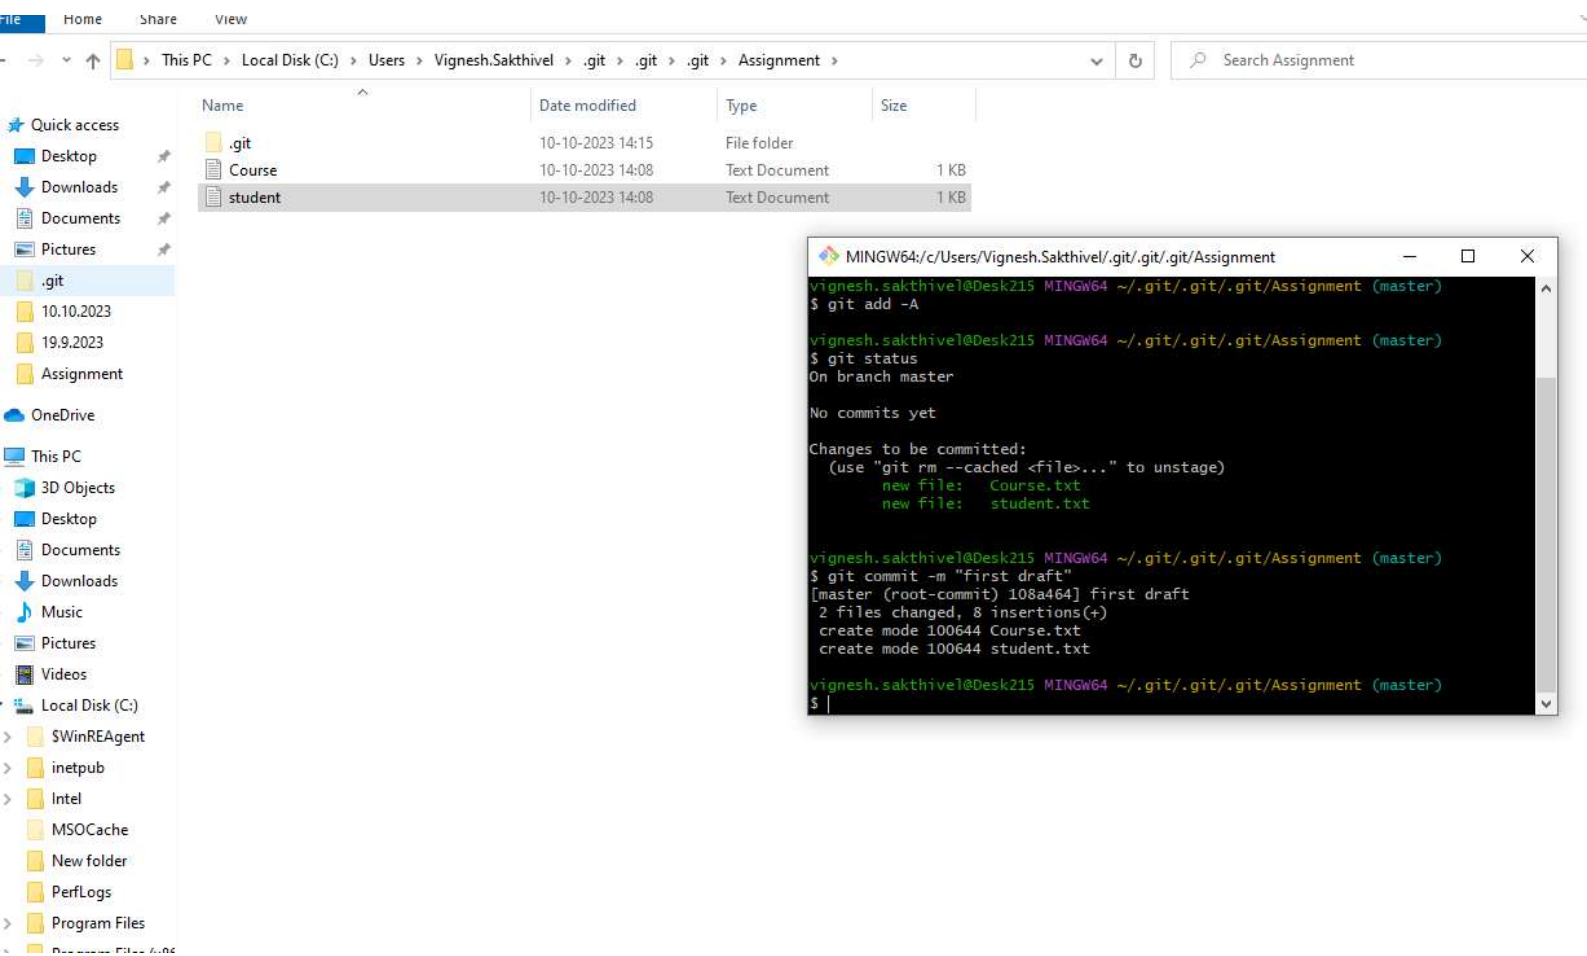 File Home Share View
This PC > Local Disk (C:) > Users > Vignesh.Sakthivel > .git > .git > .git > Assignment >
Search Assignment
Name Date modified Type Size
.git 10-10-2023 14:15 File folder
Course 10-10-2023 14:08 Text Document 1 KB
student 10-10-2023 14:08 Text Document 1 KB
Quick access
Desktop
Downloads
Documents
Pictures
.git
10.10.2023
19.9.2023
Assignment
OneDrive
This PC
3D Objects
Desktop
Documents
Downloads
Music
Pictures
Videos
Local Disk (C:)
$WinREAgent
inetpub
Intel
MSOCache
New folder
PerfLogs
Program Files
Program Files (x86
MINGW64:/c/Users/Vignesh.Sakthivel/.git/.git/.git/Assignment
vignesh.sakthivel@Desk215 MINGW64 ~/.git/.git/.git/Assignment (master)
$ git add -A
vignesh.sakthivel@Desk215 MINGW64 ~/.git/.git/.git/Assignment (master)
$ git status
On branch master
No commits yet
Changes to be committed:
(use "git rm --cached <file>..." to unstage)
new file: Course.txt
new file: student.txt
vignesh.sakthivel@Desk215 MINGW64 ~/.git/.git/.git/Assignment (master)
$ git commit -m "first draft"
[master (root-commit) 108a464] first draft
2 files changed, 8 insertions(+)
create mode 100644 Course.txt
create mode 100644 student.txt
vignesh.sakthivel@Desk215 MINGW64 ~/.git/.git/.git/Assignment (master)
$